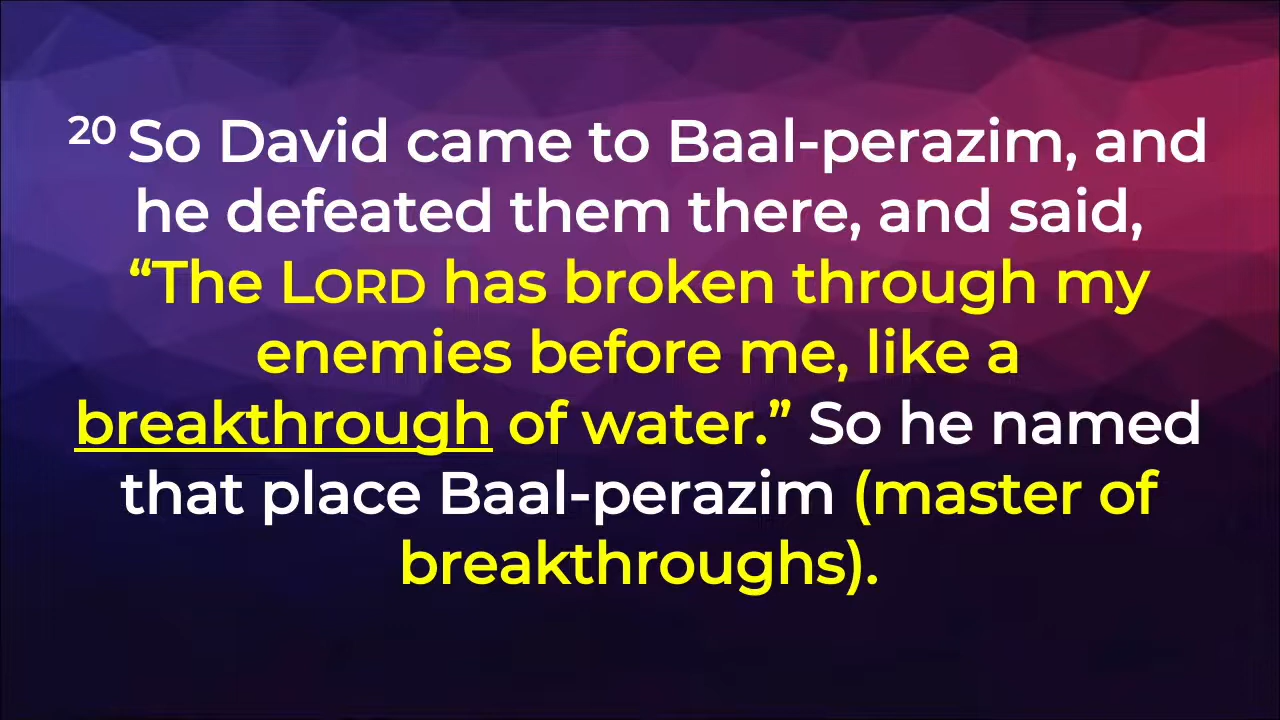 20 So David came to Baal-perazim, and
he defeated them there, and said,
“The LORD has broken through my
enemies before me, like a
breakthrough of water.” So he named
that place Baal-perazim (master of
breakthroughs).